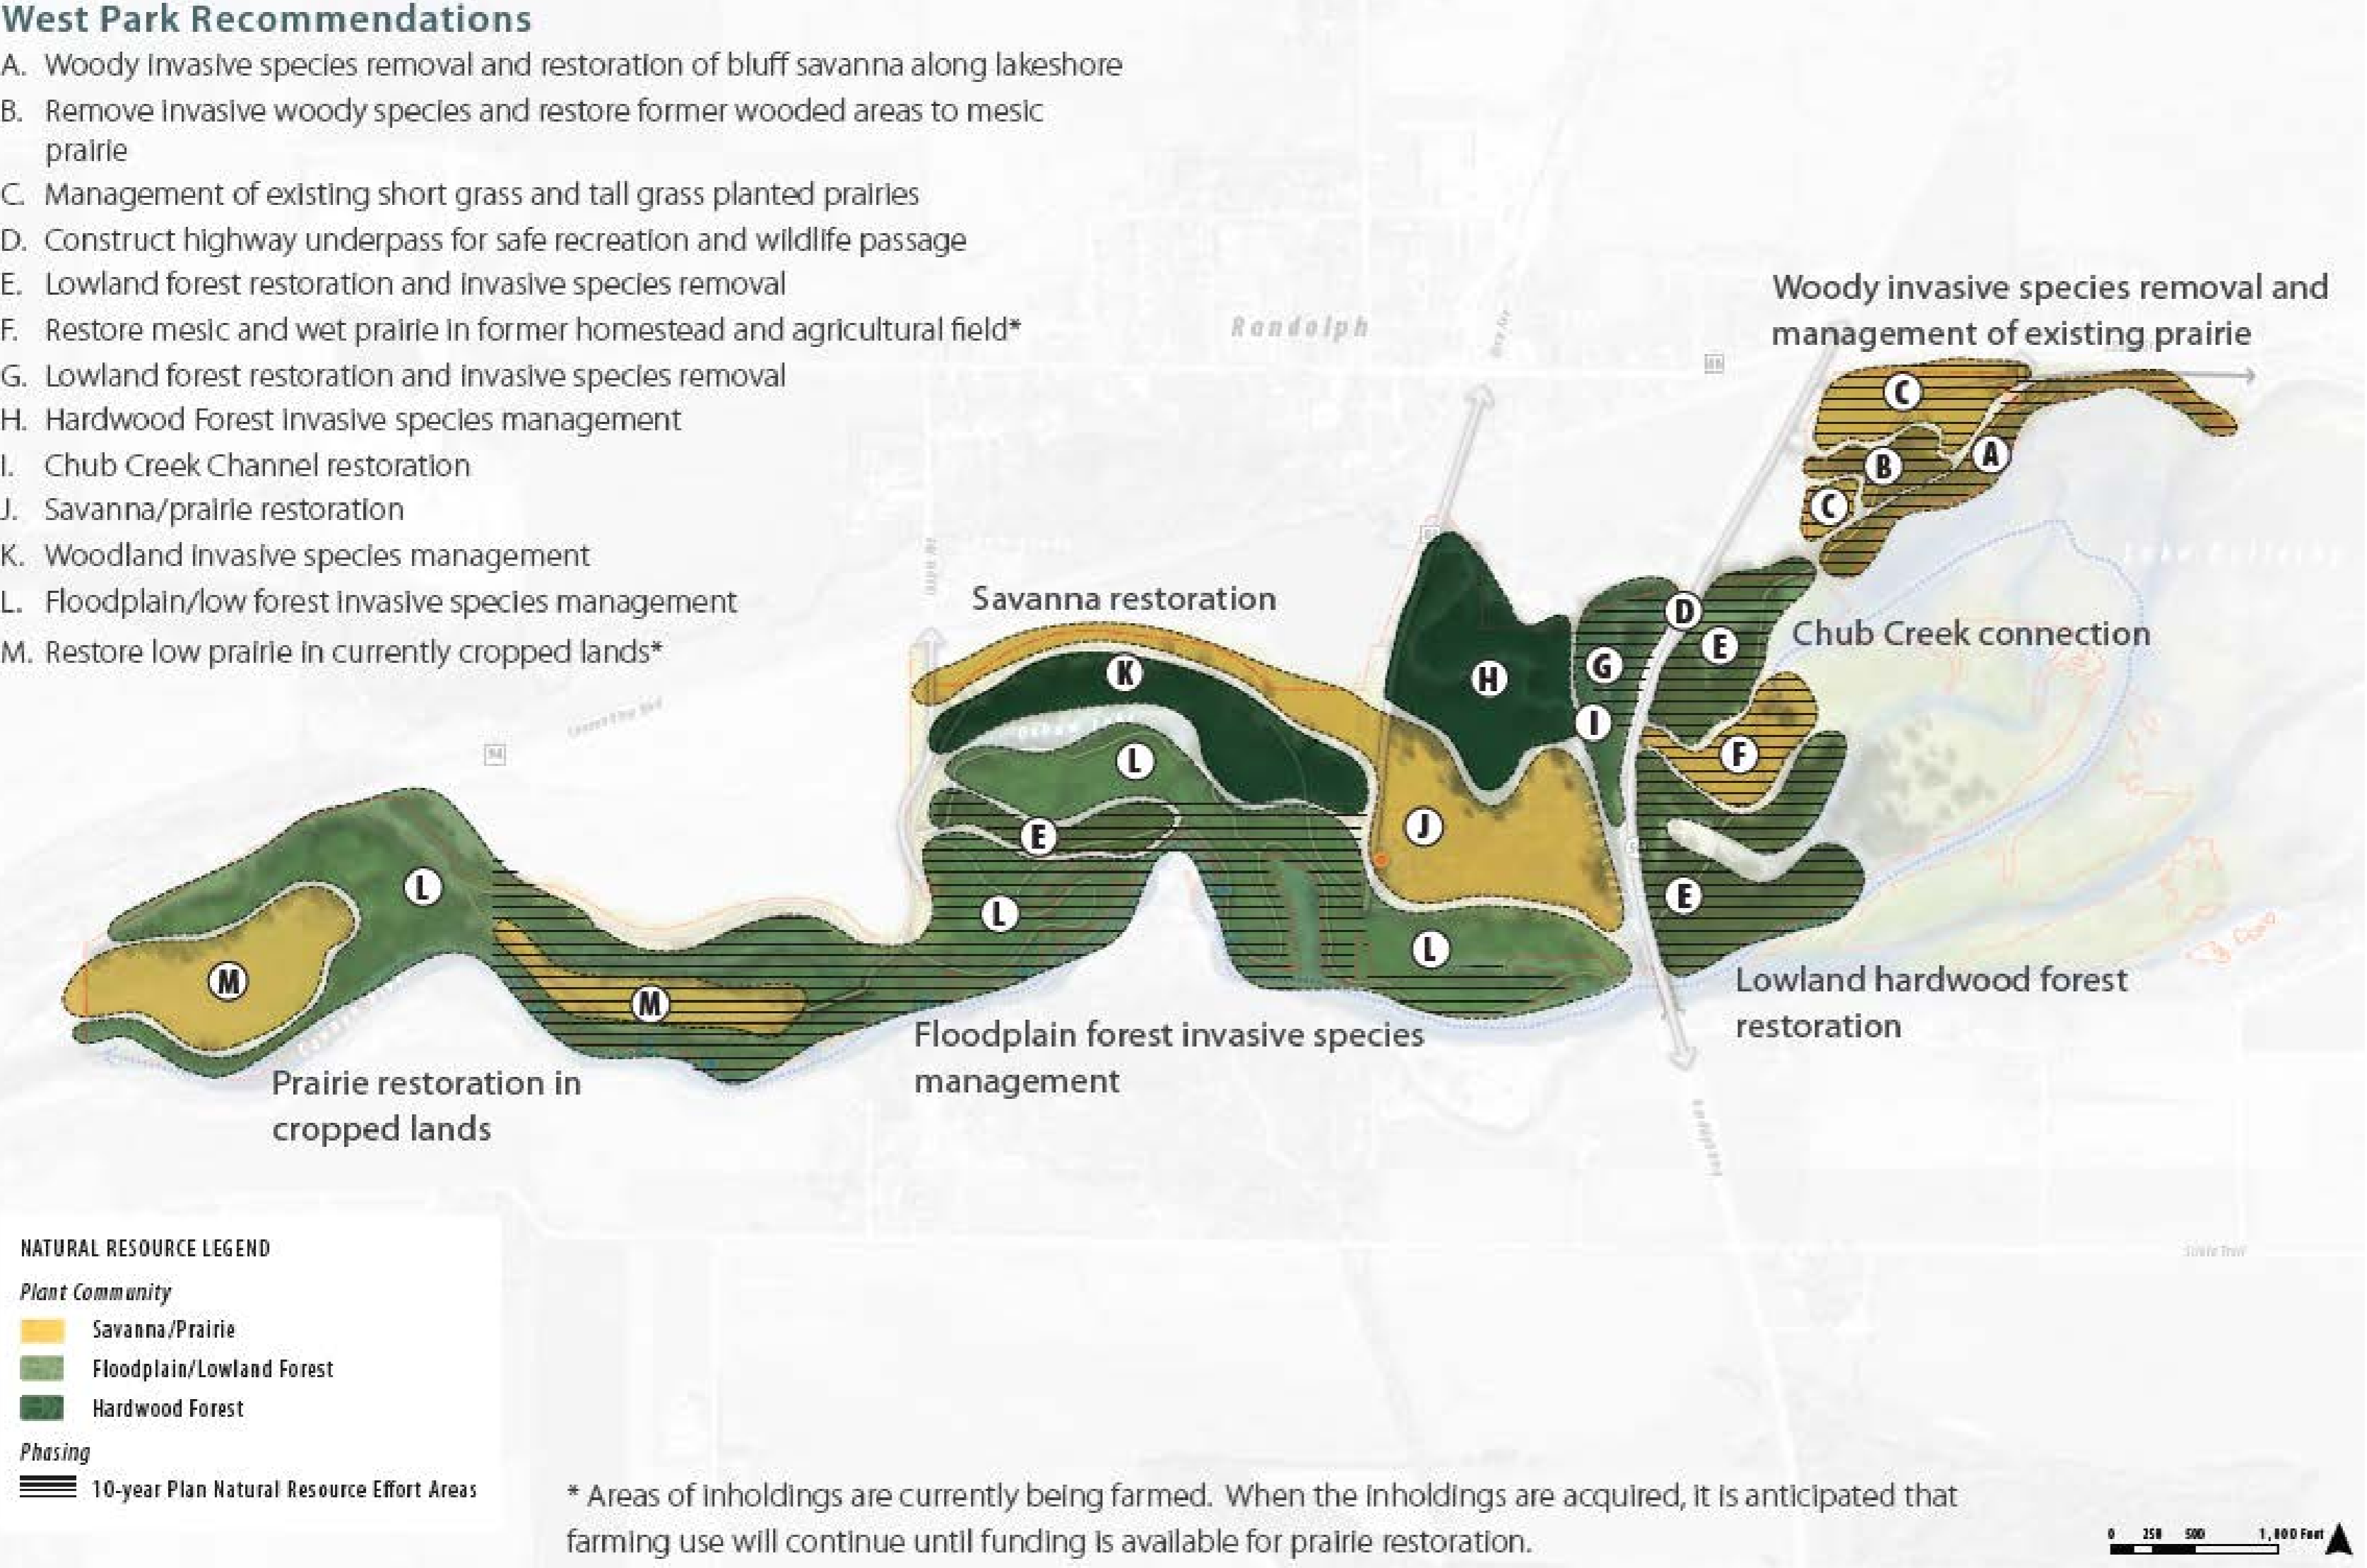 West Park Recommendations
A. Woody invasive species removal and restoration of bluff savanna along lakeshore
B. Remove invasive woody species and restore former wooded areas to mesic
prairie
C. Management of existing short grass and tall grass planted prairies
D. Construct highway underpass for safe recreation and wildlife passage
E. Lowland forest restoration and invasive species removal
F. Restore mesic and wet prairie in former homestead and agricultural field*
G. Lowland forest restoration and invasive species removal
H. Hardwood Forest invasive species management
I. Chub Creek Channel restoration
J. Savanna/prairie restoration
K. Woodland invasive species management
L. Floodplain/low forest invasive species management
M. Restore low prairie in currently cropped lands*
Randolph
Woody invasive species removal and
management of existing prairie
C
B
A
C
Savanna restoration
D
E
Chub Creek connection
K
H
G
I
F
L
94
J
E
L
E
L
L
M
M
Lowland hardwood forest
restoration
Floodplain forest invasive species
management
Prairie restoration in
cropped lands
State Trail
NATURAL RESOURCE LEGEND
Plant Community
Savanna/Prairie
Floodplain/Lowland Forest
Hardwood Forest
Phasing
10-year Plan Natural Resource Effort Areas
* Areas of inholdings are currently being farmed. When the inholdings are acquired, it is anticipated that
farming use will continue until funding is available for prairie restoration.
0 250 500 1,000 Feet